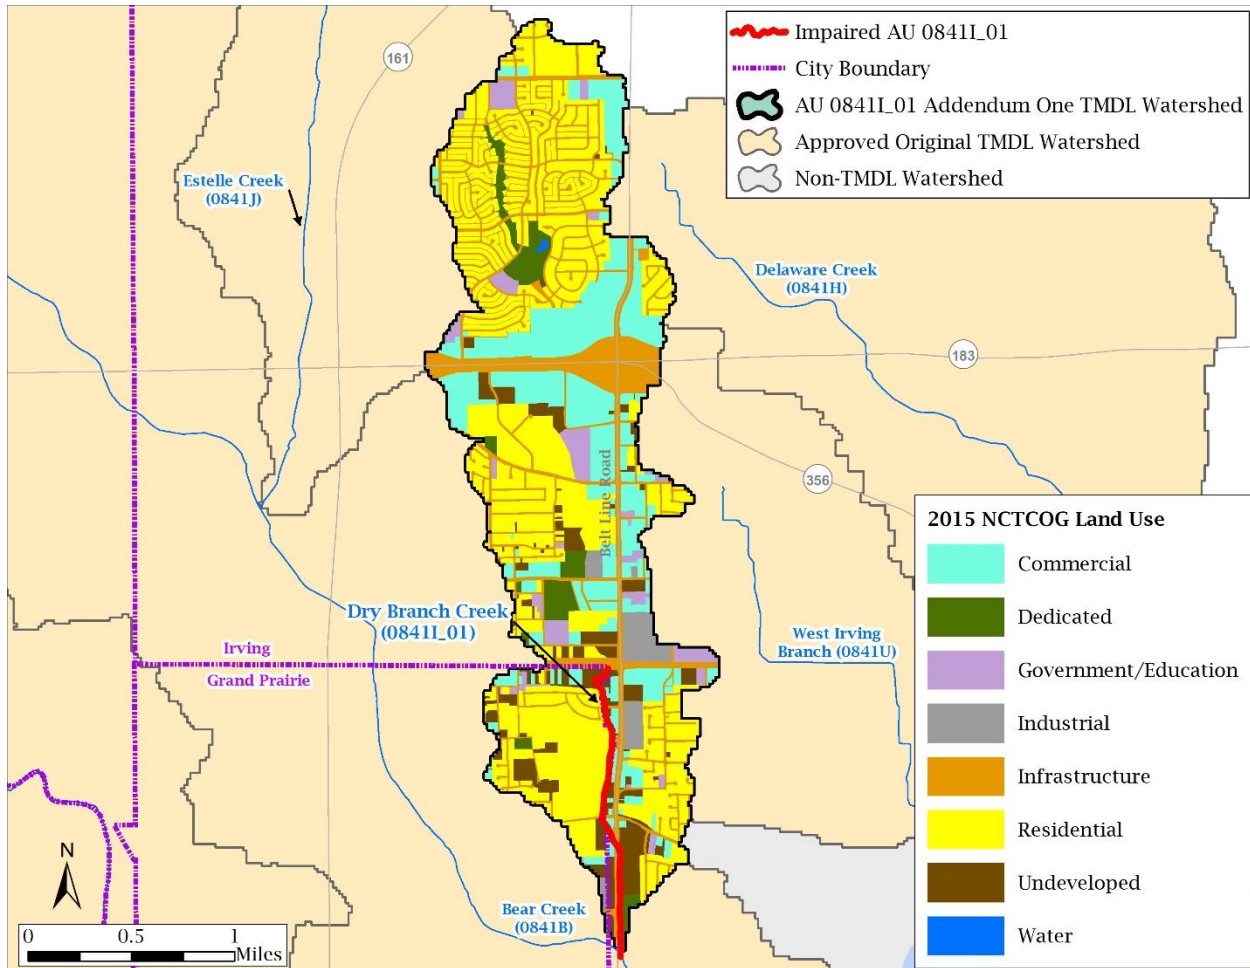 Impaired AU 0841I_01
City Boundary
AU 0841I_01 Addendum One TMDL Watershed
Approved Original TMDL Watershed
Non-TMDL Watershed
161
Estelle Creek
(0841J)
Delaware Creek
(0841H)
183
356
Belt Line Road
Dry Branch Creek
(0841I_01)
West Irving
Branch (0841U)
Irving
Grand Prairie
Bear Creek
(0841B)
N
0 0.5 1
Miles
2015 NCTCOG Land Use
Commercial
Dedicated
Government/Education
Industrial
Infrastructure
Residential
Undeveloped
Water